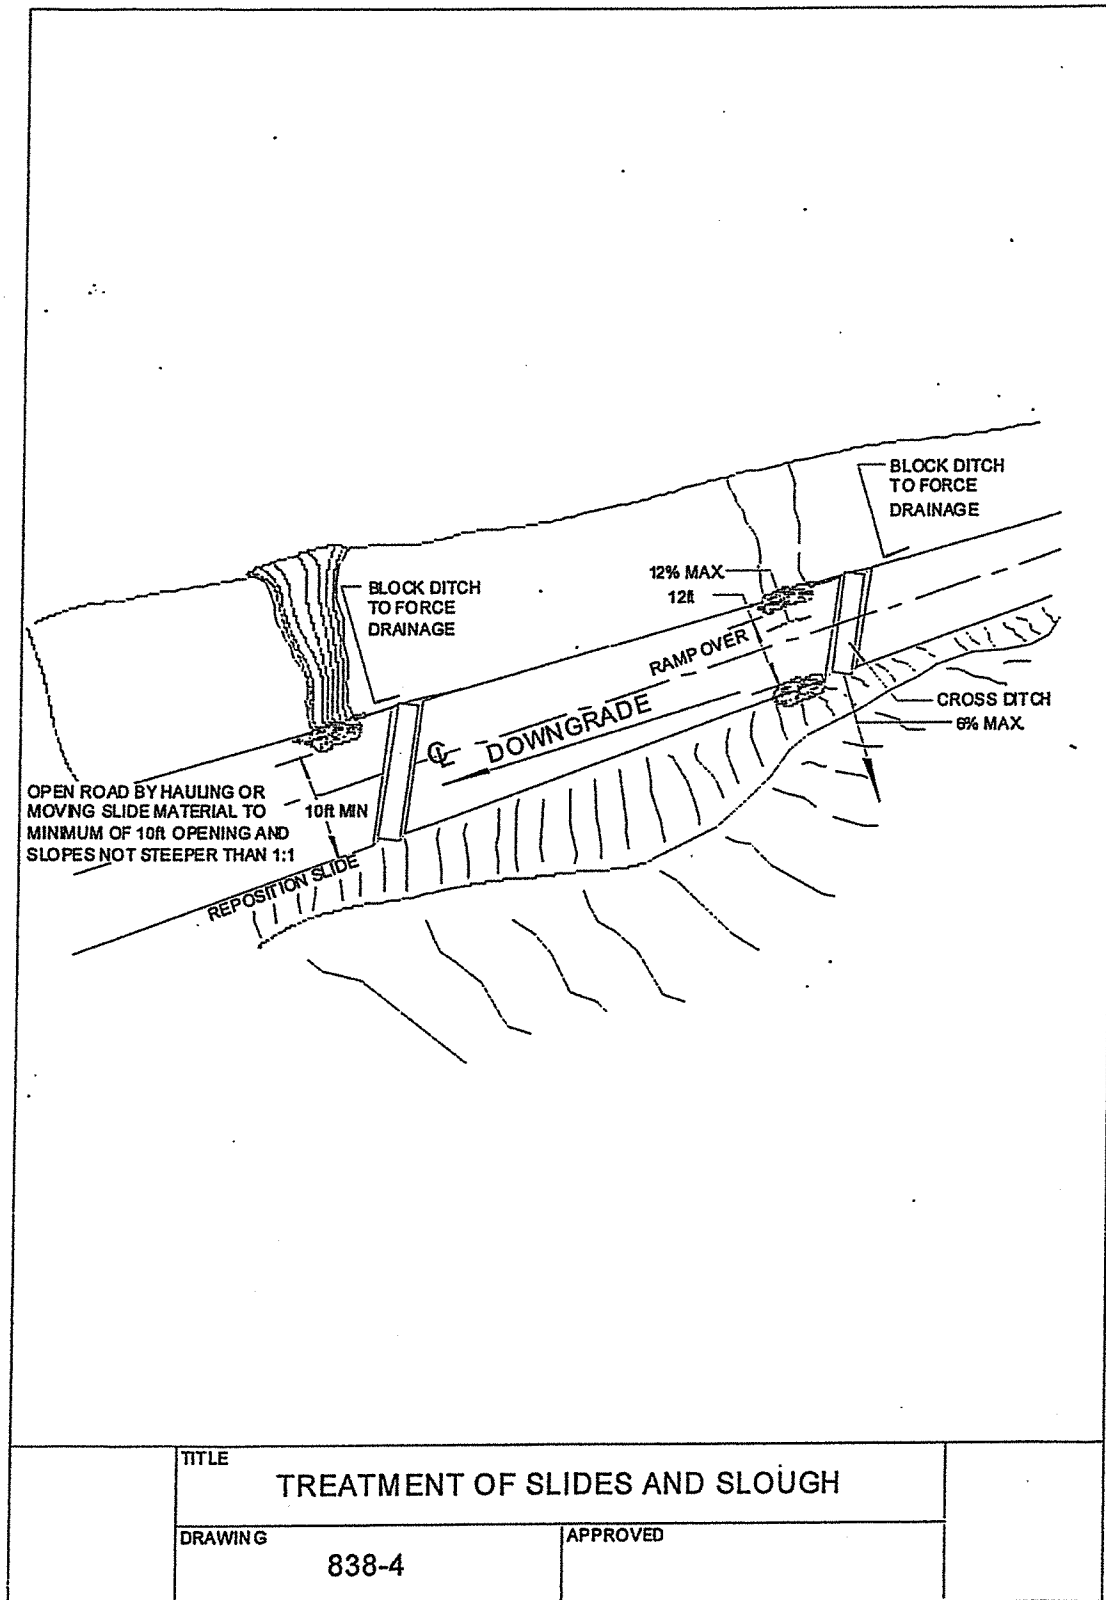 BLOCK DITCH
TO FORCE
DRAINAGE
12% MAX.
12ft
BLOCK DITCH
TO FORCE
DRAINAGE
RAMP OVER
CROSS DITCH
6% MAX.
℄ DOWNGRADE
OPEN ROAD BY HAULING OR
MOVING SLIDE MATERIAL TO
MINIMUM OF 10ft OPENING AND
SLOPES NOT STEEPER THAN 1:1
10ft MIN
REPOSITION SLIDE
TITLE
TREATMENT OF SLIDES AND SLOUGH
DRAWING
838-4
APPROVED